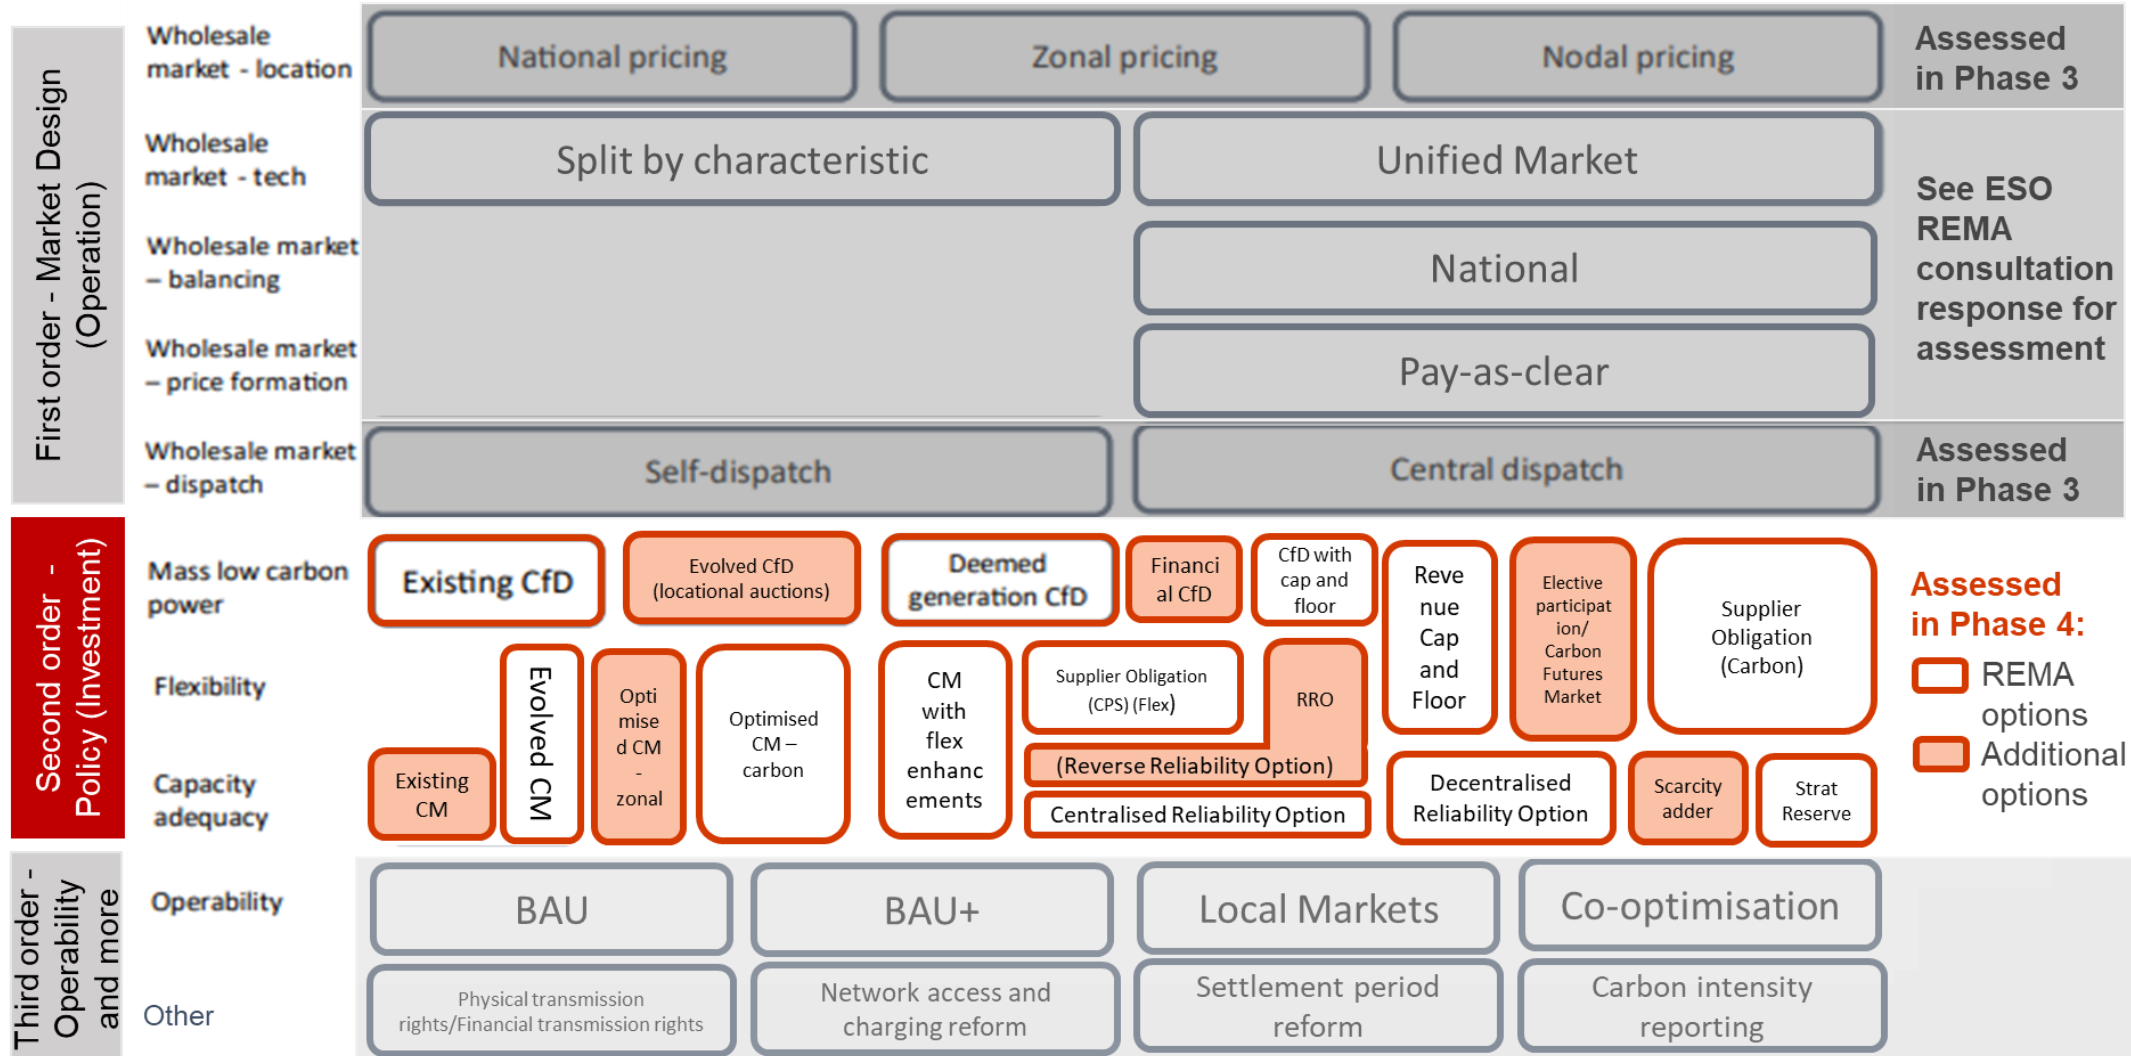 First order - Market Design
(Operation)
Wholesale
market - location
National pricing
Zonal pricing
Nodal pricing
Assessed
in Phase 3
Wholesale
market - tech
Split by characteristic
Unified Market
See ESO
REMA
consultation
response for
assessment
Wholesale market
– balancing
National
Wholesale market
– price formation
Pay-as-clear
Wholesale market
– dispatch
Self-dispatch
Central dispatch
Assessed
in Phase 3
Second order -
Policy (Investment)
Mass low carbon
power
Existing CfD
Evolved CfD
(locational auctions)
Deemed
generation CfD
Financi
al CfD
CfD with
cap and
floor
Reve
nue
Cap
and
Floor
Elective
participat
ion/
Carbon
Futures
Market
Supplier
Obligation
(Carbon)
Assessed
in Phase 4:
REMA
options
Additional
options
Flexibility
Evolved CM
Opti
mise
d CM
-
zonal
Optimised
CM –
carbon
CM
with
flex
enhanc
ements
Supplier Obligation
(CPS) (Flex)
RRO
(Reverse Reliability Option)
Capacity
adequacy
Existing
CM
Centralised Reliability Option
Decentralised
Reliability Option
Scarcity
adder
Strat
Reserve
Third order -
Operability
and more
Operability
BAU
BAU+
Local Markets
Co-optimisation
Other
Physical transmission
rights/Financial transmission rights
Network access and
charging reform
Settlement period
reform
Carbon intensity
reporting